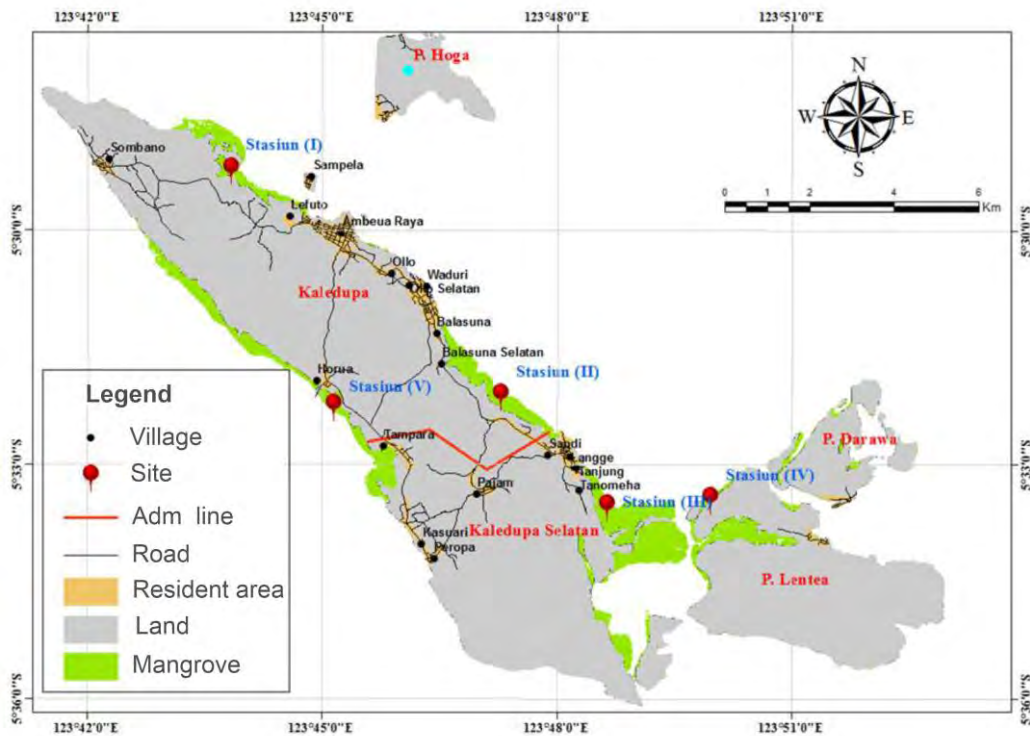 123°42'0"E 123°45'0"E 123°48'0"E 123°51'0"E
P. Hoga
N
W E
S
Stasiun (I)
Sombano
Sampela
0 1 2 4 6
Km
Lefuto
Ambeua Raya
5°30'0"S 5°30'0"S
Ollo
Waduri
Selatan
Kaledupa
Balasuna
Balasuna Selatan
Horua
Stasiun (V)
Stasiun (II)
Legend
Village
Site
Adm line
Road
Resident area
Land
Mangrove
Tampara
Sandi
Langge
Tanjung
Tanomeha
P. Darawa
5°33'0"S 5°33'0"S
Stasiun (IV)
Pajam
Stasiun (III)
Kaledupa Selatan
Kasuari
Peropa
P. Lentea
5°36'0"S 5°36'0"S
123°42'0"E 123°45'0"E 123°48'0"E 123°51'0"E